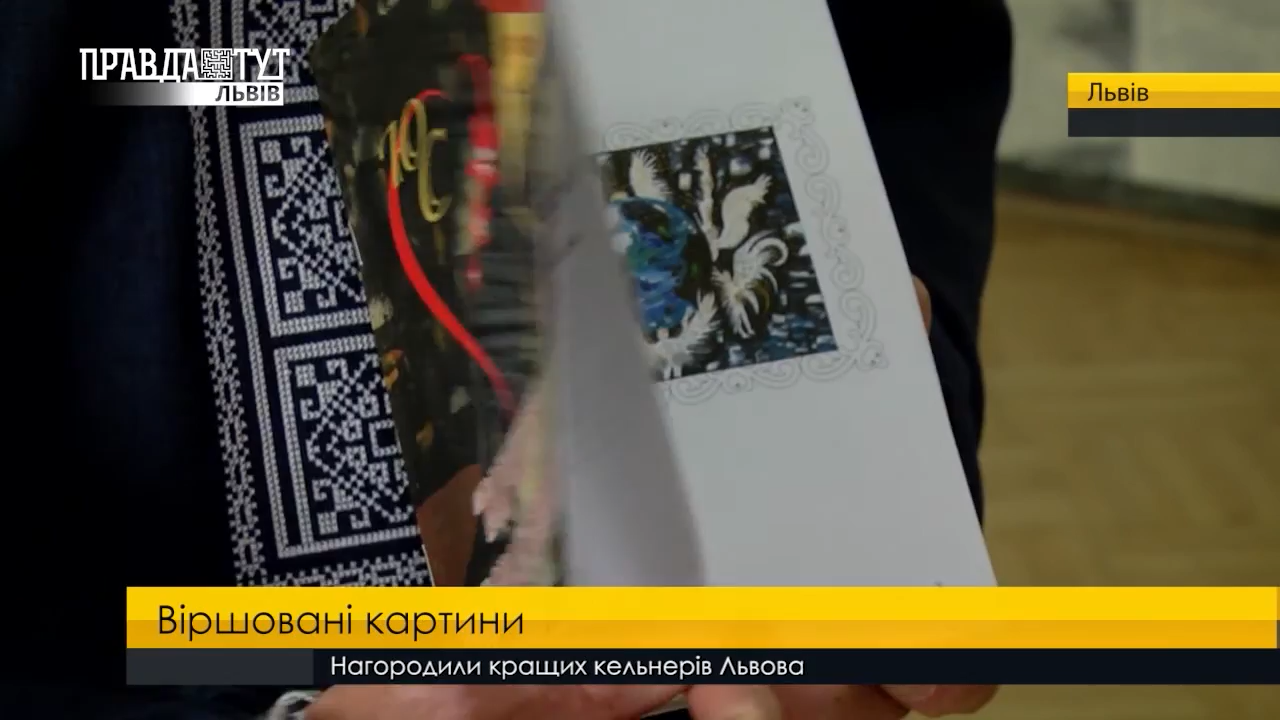 ПРАВДА ТУТ
ЛЬВІВ
Львів
Віршовані картини
Нагородили кращих кельнерів Львова